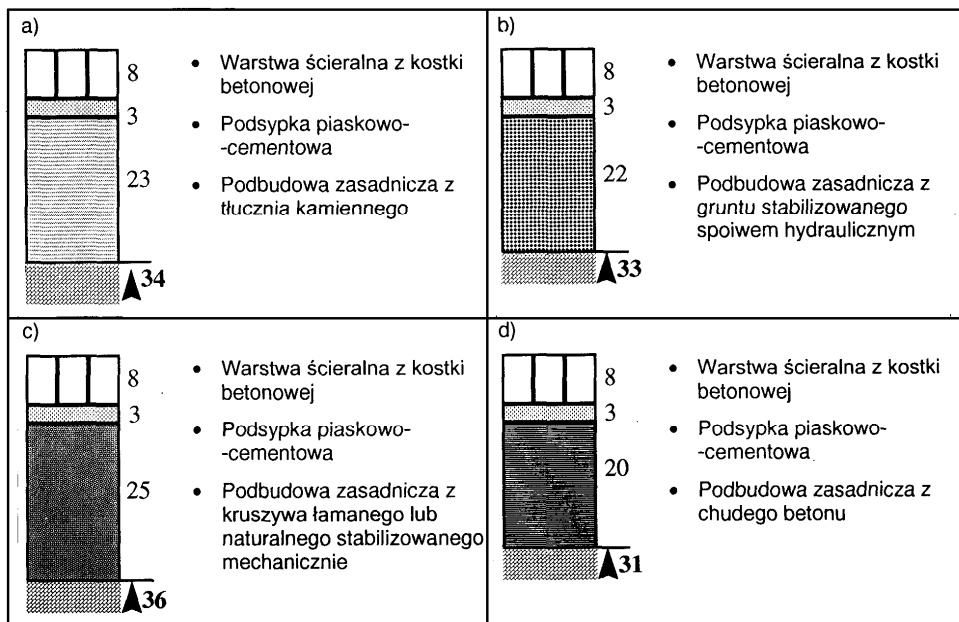 a)
8
3
23
34
• Warstwa ścieralna z kostki
betonowej
• Podsypka piaskowo-
-cementowa
• Podbudowa zasadnicza z
tłucznia kamiennego
b)
8
3
22
33
• Warstwa ścieralna z kostki
betonowej
• Podsypka piaskowo-
-cementowa
• Podbudowa zasadnicza z
gruntu stabilizowanego
spoiwem hydraulicznym
c)
8
3
25
36
• Warstwa ścieralna z kostki
betonowej
• Podsypka piaskowo-
-cementowa
• Podbudowa zasadnicza z
kruszywa łamanego lub
naturalnego stabilizowanego
mechanicznie
d)
8
3
20
31
• Warstwa ścieralna z kostki
betonowej
• Podsypka piaskowo-
-cementowa
• Podbudowa zasadnicza z
chudego betonu